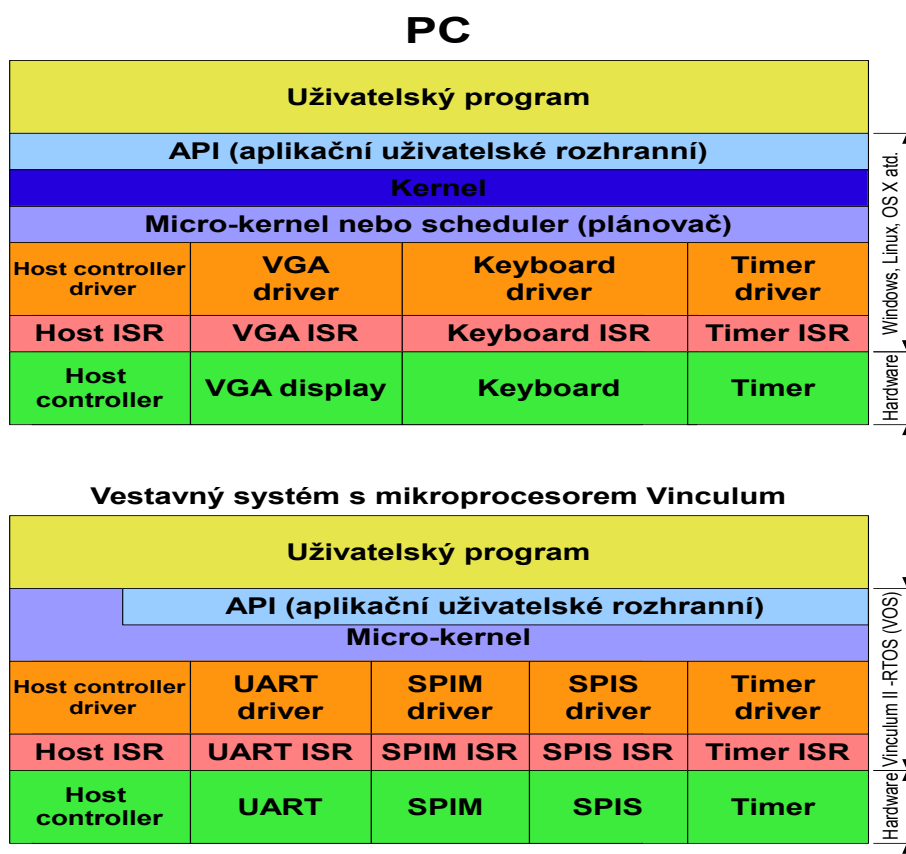 PC
Uživatelský program
API (aplikační uživatelské rozhranní)
Kernel
Micro-kernel nebo scheduler (plánovač)
Host controller
driver
VGA
driver
Keyboard
driver
Timer
driver
Host ISR
VGA ISR
Keyboard ISR
Timer ISR
Host
controller
VGA display
Keyboard
Timer
Windows, Linux, OS X atd.
Hardware
Vestavný systém s mikroprocesorem Vinculum
Uživatelský program
API (aplikační uživatelské rozhranní)
Micro-kernel
Host controller
driver
UART
driver
SPIM
driver
SPIS
driver
Timer
driver
Host ISR
UART ISR
SPIM ISR
SPIS ISR
Timer ISR
Host
controller
UART
SPIM
SPIS
Timer
Vinculum II -RTOS (VOS)
Hardware